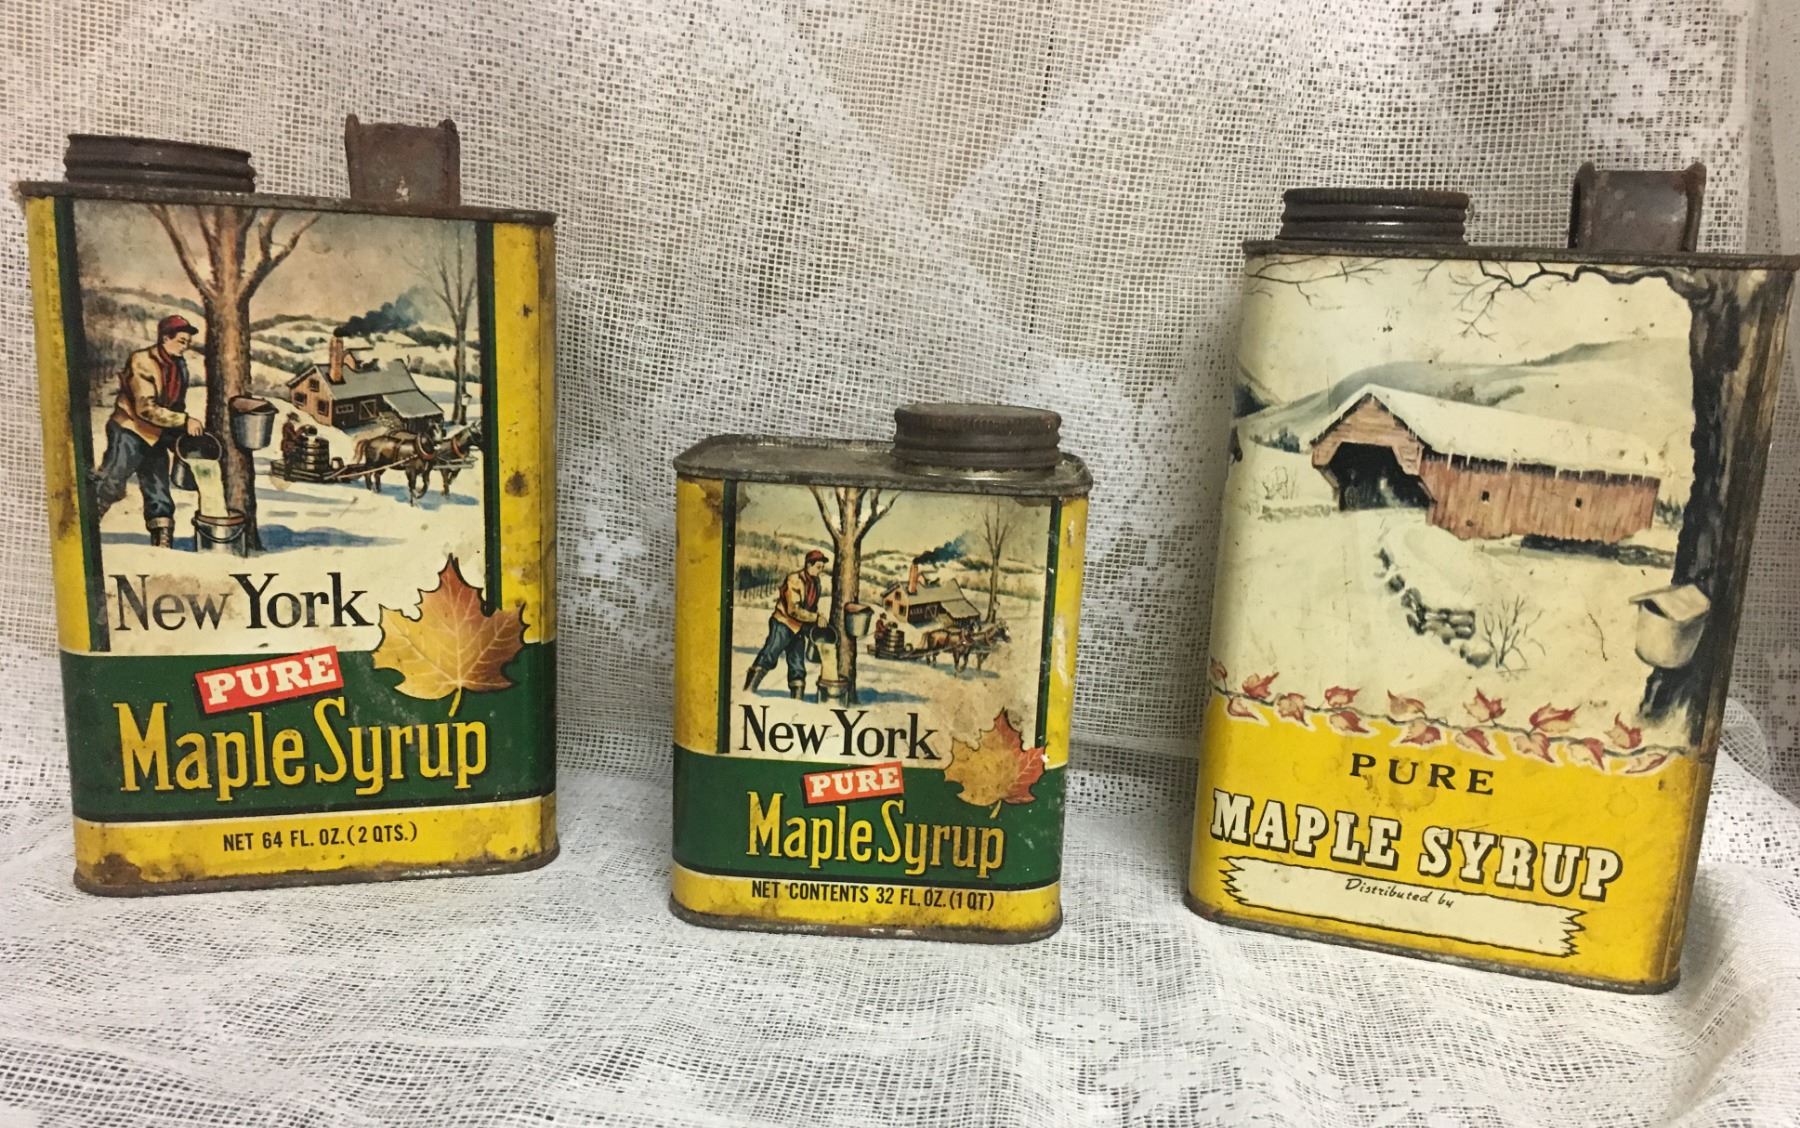 New York
PURE
Maple Syrup
NET 64 FL. OZ. (2 QTS.)
New York
PURE
Maple Syrup
NET CONTENTS 32 FL. OZ. (1 QT)
PURE
MAPLE SYRUP
Distributed by